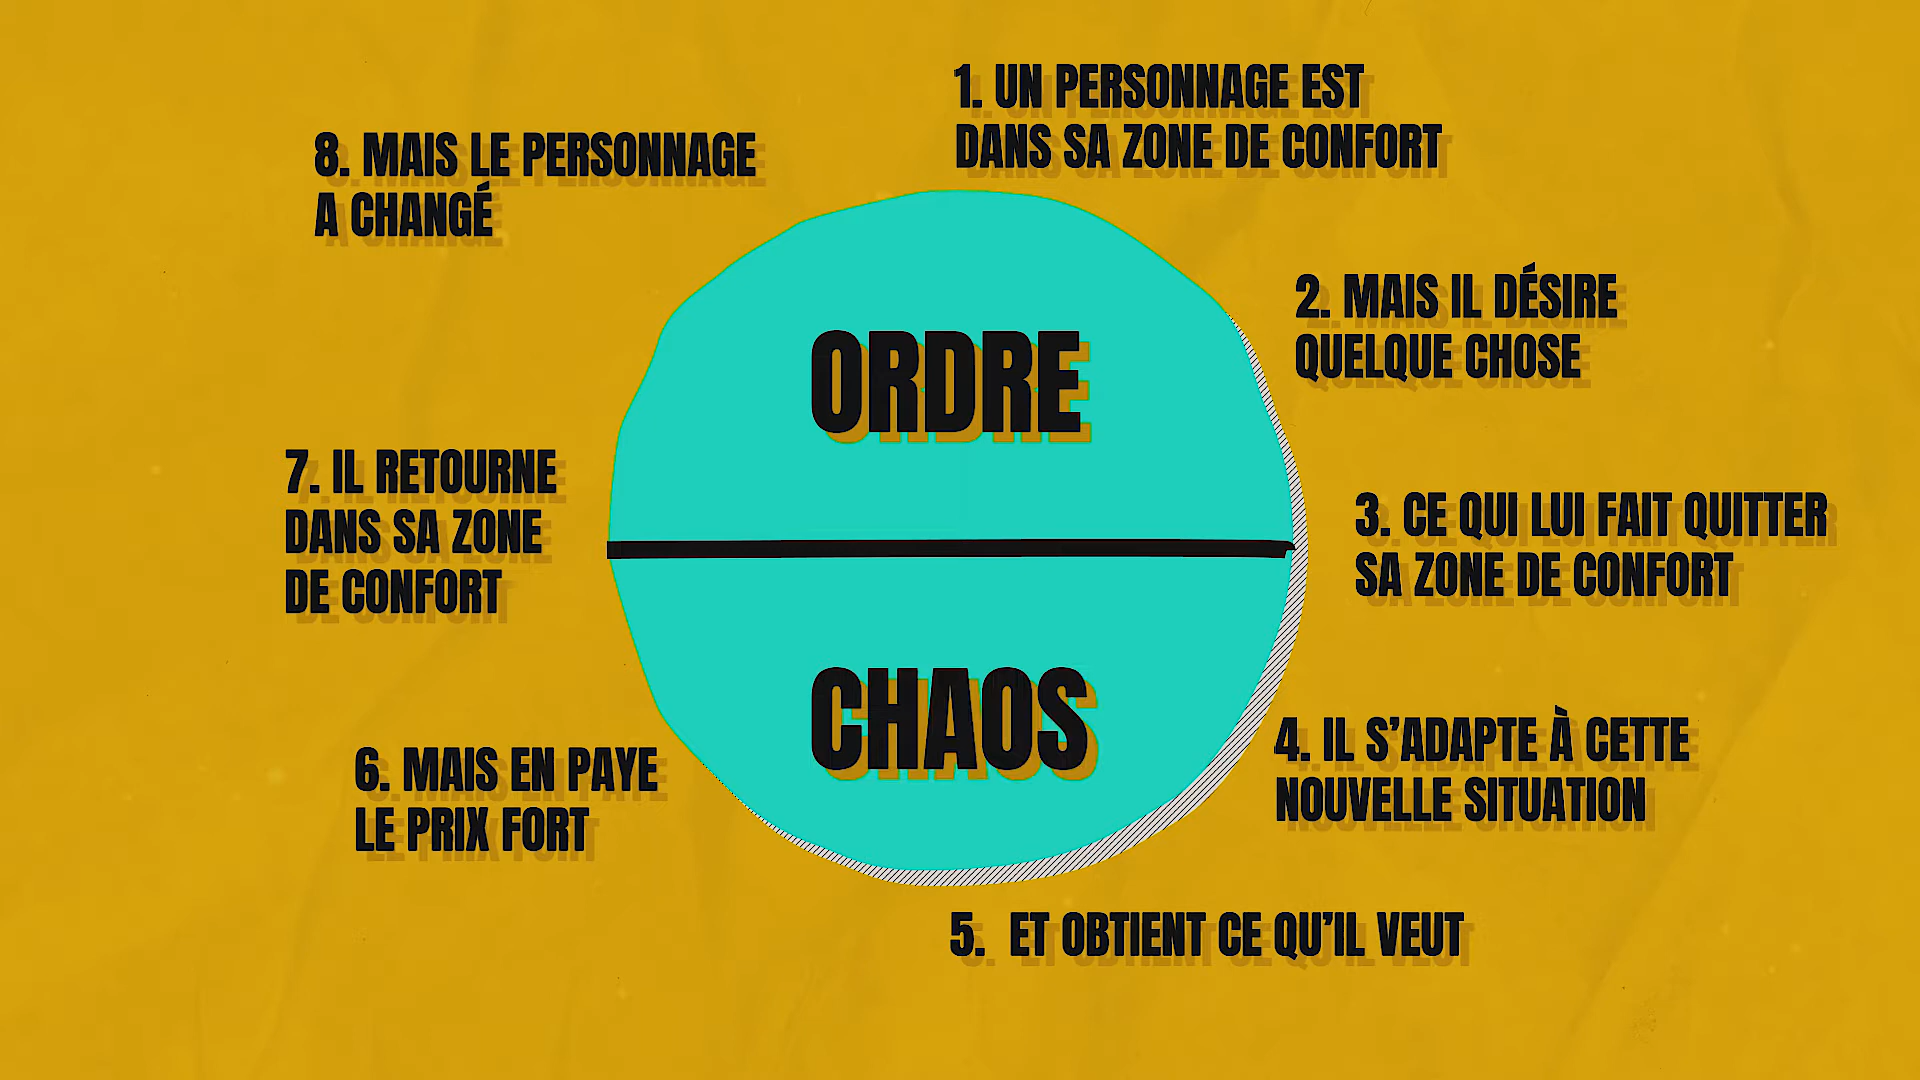 1. UN PERSONNAGE EST
DANS SA ZONE DE CONFORT
2. MAIS IL DÉSIRE
QUELQUE CHOSE
3. CE QUI LUI FAIT QUITTER
SA ZONE DE CONFORT
4. IL S’ADAPTE À CETTE
NOUVELLE SITUATION
5. ET OBTIENT CE QU’IL VEUT
6. MAIS EN PAYE
LE PRIX FORT
7. IL RETOURNE
DANS SA ZONE
DE CONFORT
8. MAIS LE PERSONNAGE
A CHANGÉ
ORDRE
CHAOS